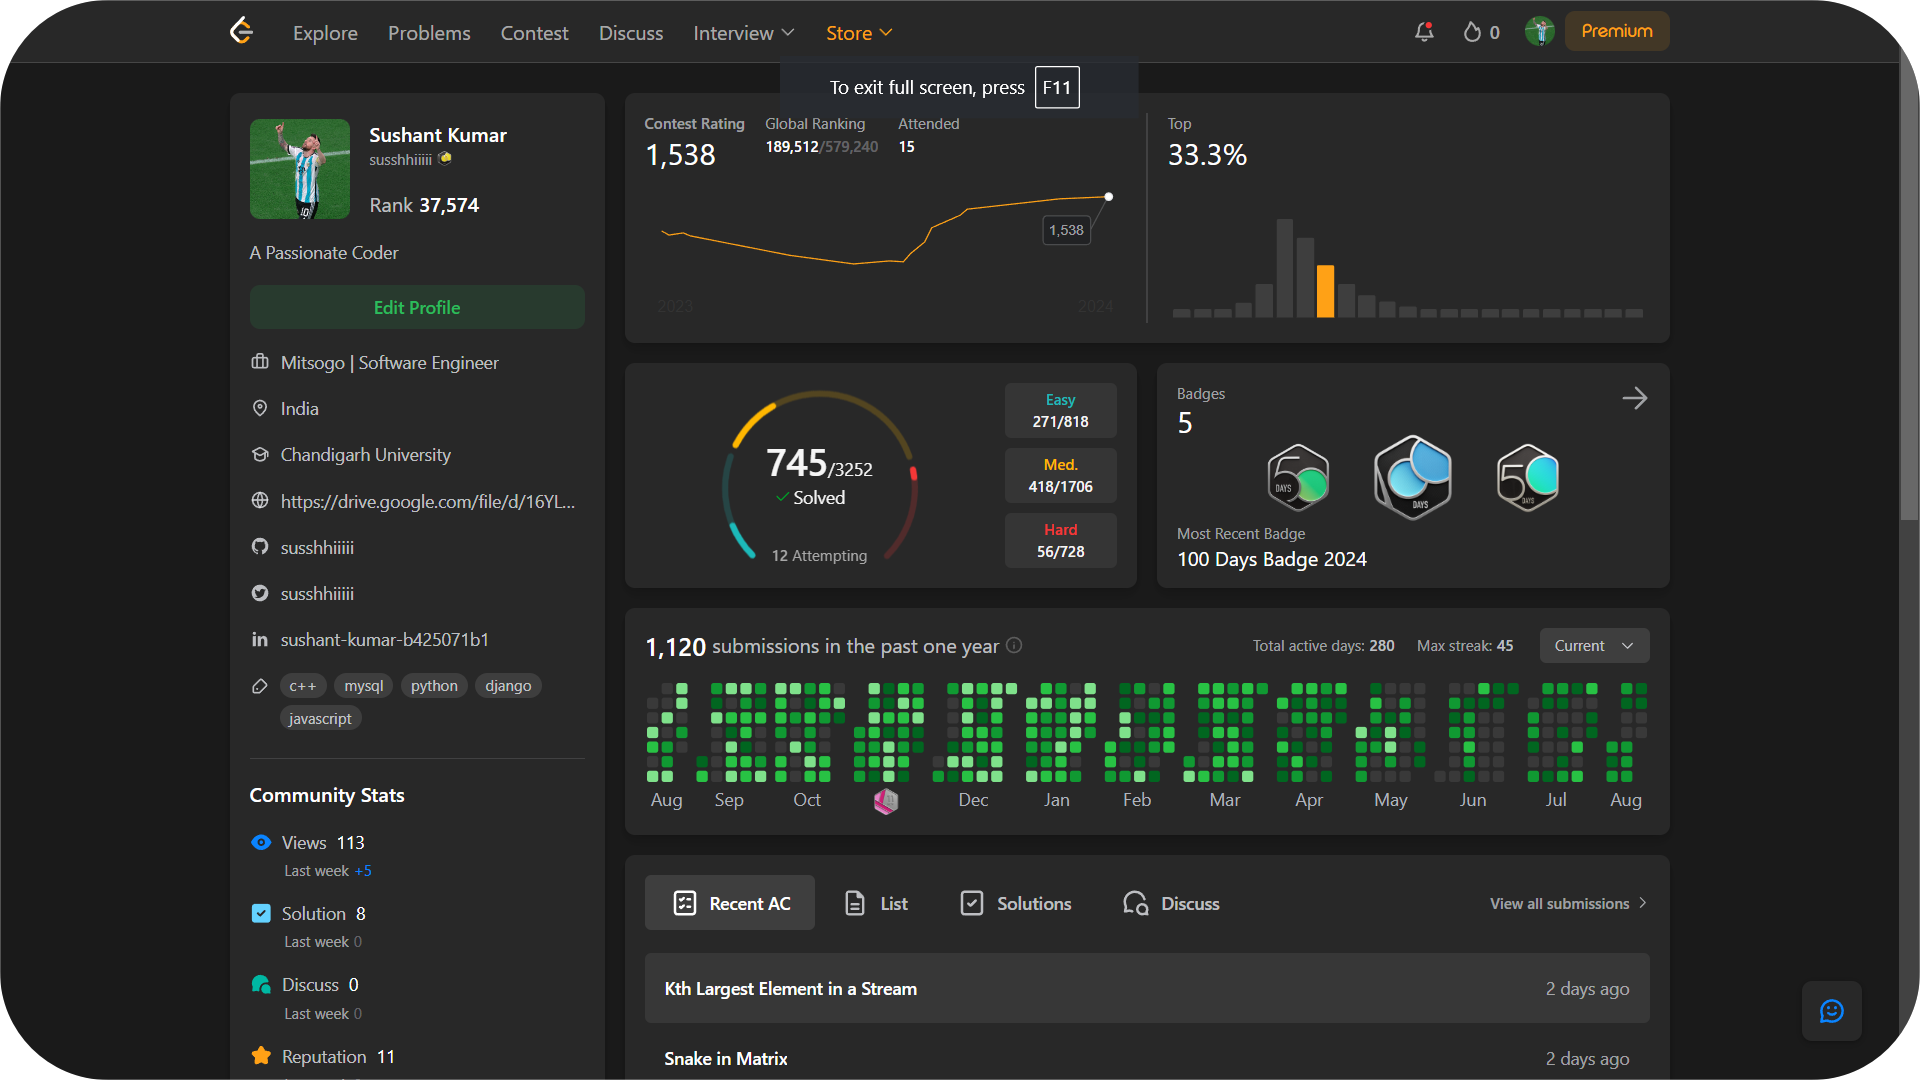 Explore Problems Contest Discuss Interview Store 0 Premium
To exit full screen, press F11
Sushant Kumar
susshhiiiii
Rank 37,574
A Passionate Coder
Edit Profile
Mitsogo | Software Engineer
India
Chandigarh University
https://drive.google.com/file/d/16YL...
susshhiiiii
susshhiiiii
sushant-kumar-b425071b1
c++ mysql python django
javascript
Community Stats
Views 113
Last week +5
Solution 8
Last week 0
Discuss 0
Last week 0
Reputation 11
Contest Rating Global Ranking Attended
1,538 189,512/579,240 15
1,538
2023 2024
Top
33.3%
745/3252
Solved
12 Attempting
Easy
271/818
Med.
418/1706
Hard
56/728
Badges
5
50 DAYS
DAYS
50 DAYS
Most Recent Badge
100 Days Badge 2024
1,120 submissions in the past one year Total active days: 280 Max streak: 45 Current
Aug Sep Oct Dec Jan Feb Mar Apr May Jun Jul Aug
Recent AC List Solutions Discuss View all submissions
Kth Largest Element in a Stream 2 days ago
Snake in Matrix 2 days ago